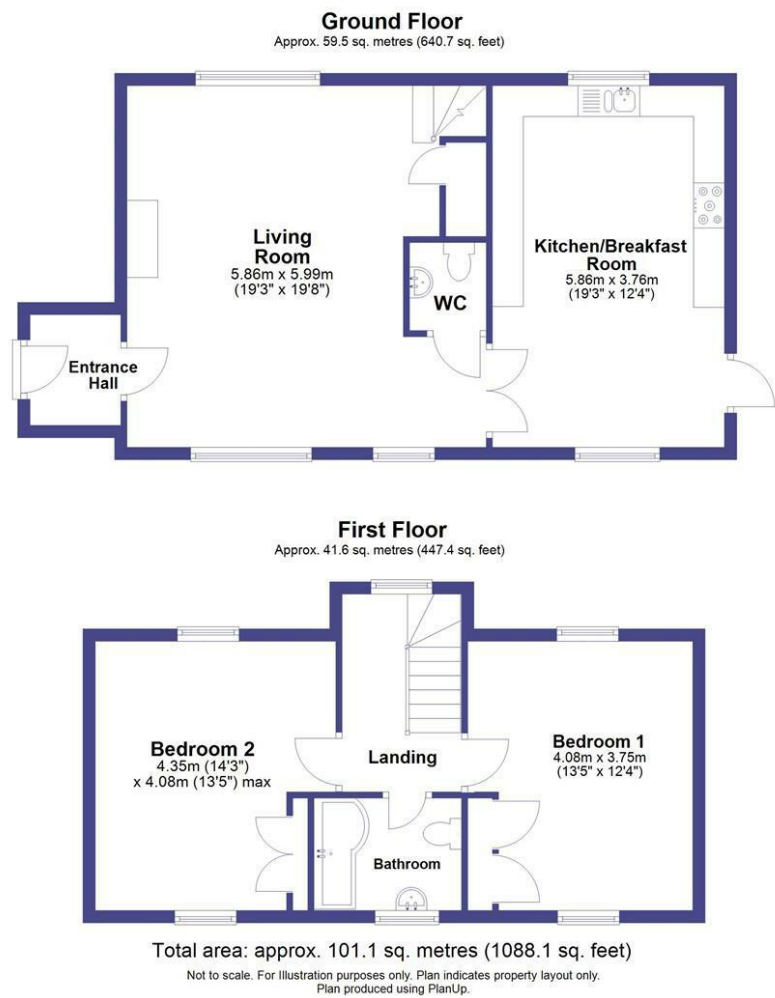 Ground Floor
Approx. 59.5 sq. metres (640.7 sq. feet)
Living
Room
5.86m x 5.99m
(19'3" x 19'8")
Kitchen/Breakfast
Room
5.86m x 3.76m
(19'3" x 12'4")
WC
Entrance
Hall
First Floor
Approx. 41.6 sq. metres (447.4 sq. feet)
Bedroom 2
4.35m (14'3")
x 4.08m (13'5") max
Landing
Bedroom 1
4.08m x 3.75m
(13'5" x 12'4")
Bathroom
Total area: approx. 101.1 sq. metres (1088.1 sq. feet)
Not to scale. For Illustration purposes only. Plan indicates property layout only.
Plan produced using PlanUp.